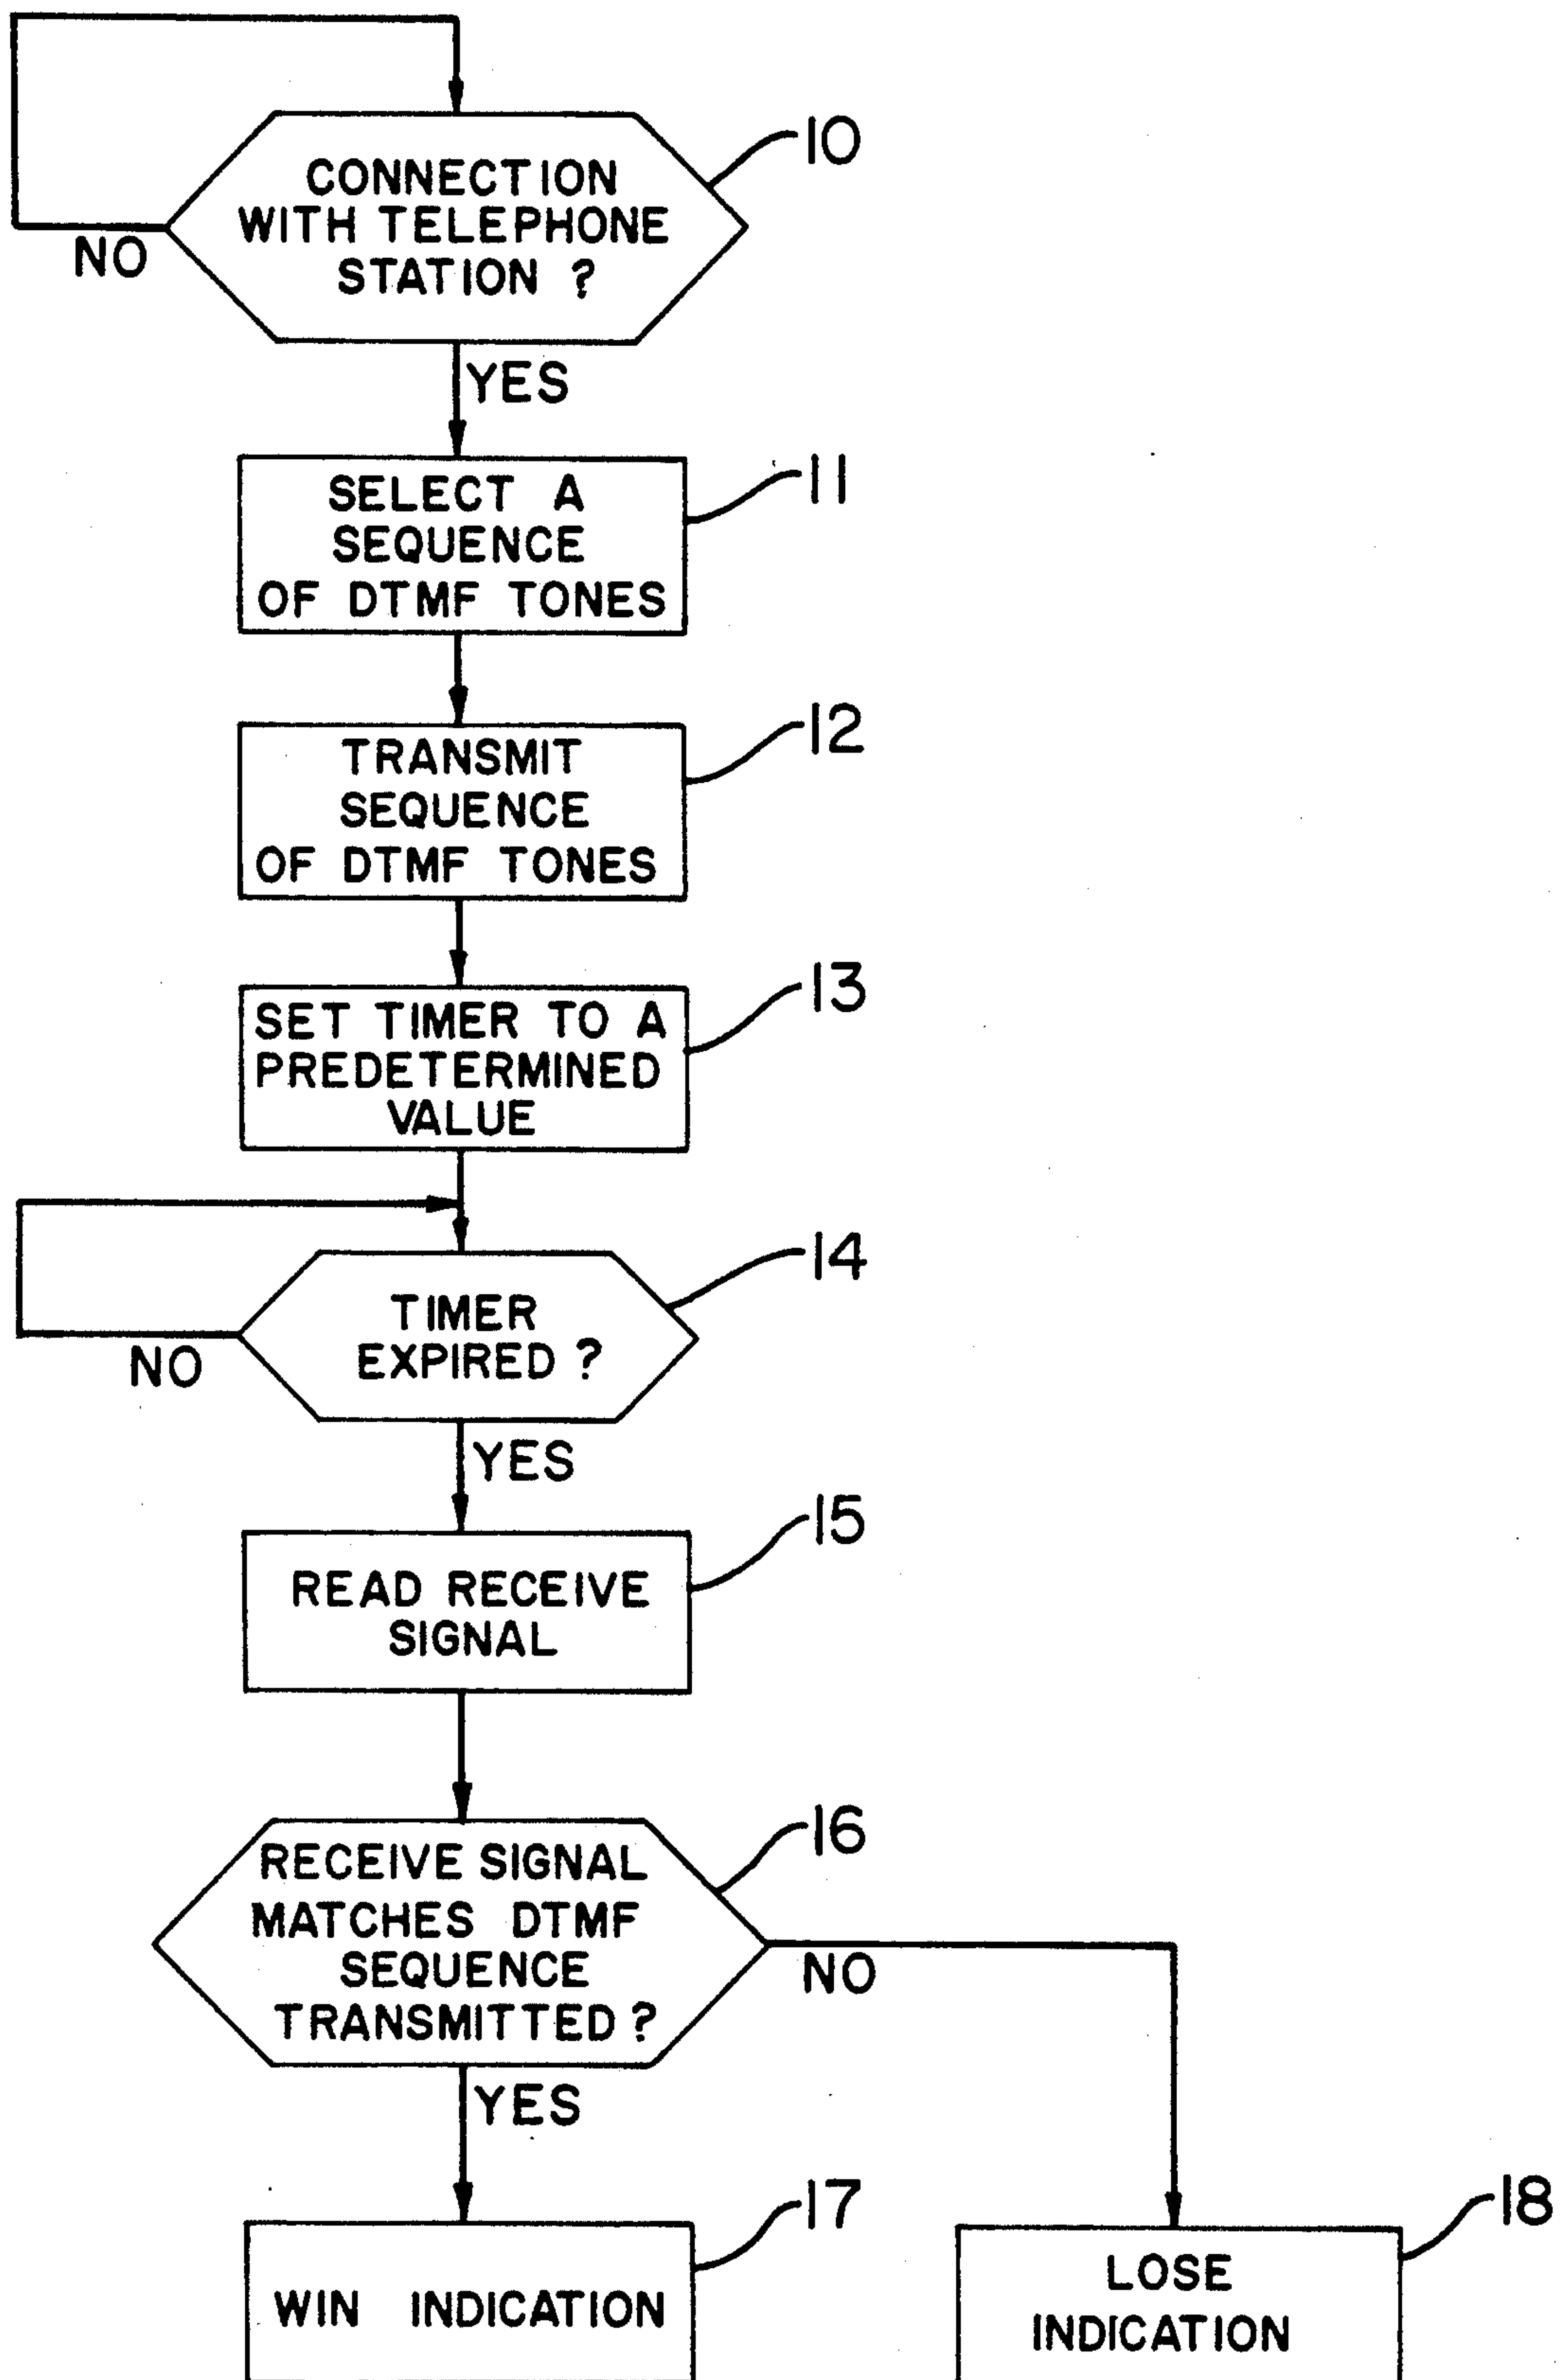 10
CONNECTION
WITH TELEPHONE
STATION ?
NO
YES
11
SELECT A
SEQUENCE
OF DTMF TONES
12
TRANSMIT
SEQUENCE
OF DTMF TONES
13
SET TIMER TO A
PREDETERMINED
VALUE
14
TIMER
EXPIRED ?
NO
YES
15
READ RECEIVE
SIGNAL
16
RECEIVE SIGNAL
MATCHES DTMF
SEQUENCE
TRANSMITTED ?
NO
YES
17
WIN INDICATION
18
LOSE
INDICATION